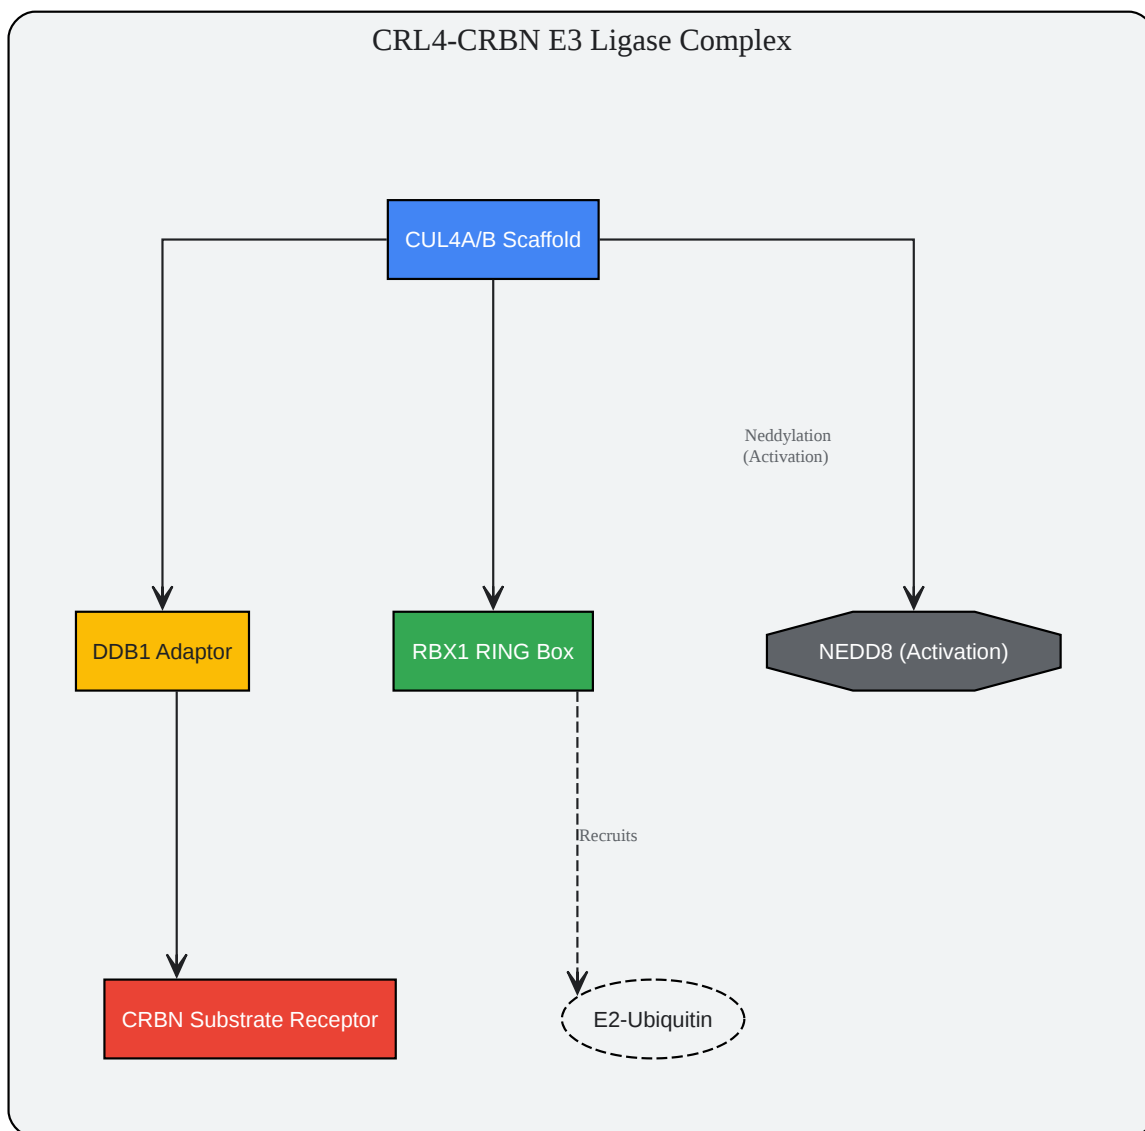 CRL4-CRBN E3 Ligase Complex
CUL4A/B Scaffold
Neddylation
(Activation)
DDB1 Adaptor
RBX1 RING Box
NEDD8 (Activation)
Recruits
CRBN Substrate Receptor
E2-Ubiquitin